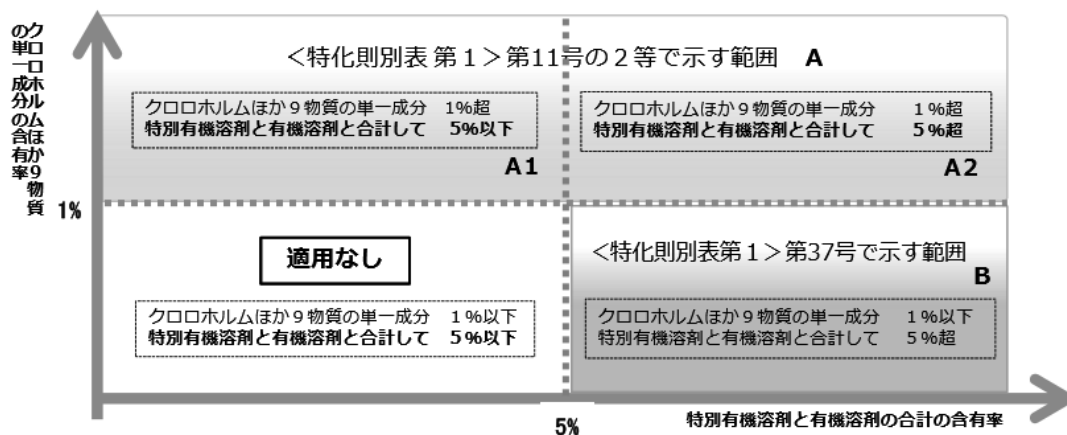 クロロホルムほか９物質
の単一成分の含有率
＜特化則別表 第１＞第11号の２等で示す範囲 A
クロロホルムほか９物質の単一成分 1％超
特別有機溶剤と有機溶剤と合計して 5％以下
A1
クロロホルムほか９物質の単一成分 １％超
特別有機溶剤と有機溶剤と合計して ５％超
A2
1%
適用なし
クロロホルムほか９物質の単一成分 １％以下
特別有機溶剤と有機溶剤と合計して ５％以下
＜特化則別表第１＞第37号で示す範囲
B
クロロホルムほか９物質の単一成分 １％以下
特別有機溶剤と有機溶剤と合計して ５％超
5%
特別有機溶剤と有機溶剤の合計の含有率